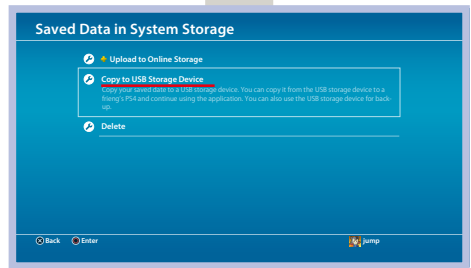 Saved Data in System Storage
Upload to Online Storage
Copy to USB Storage Device
Copy your saved date to a USB storage device. You can copy it from the USB storage device to a
frieng's PS4 and continue using the application. You can also use the USB storage device for back-
up.
Delete
Back Enter jump